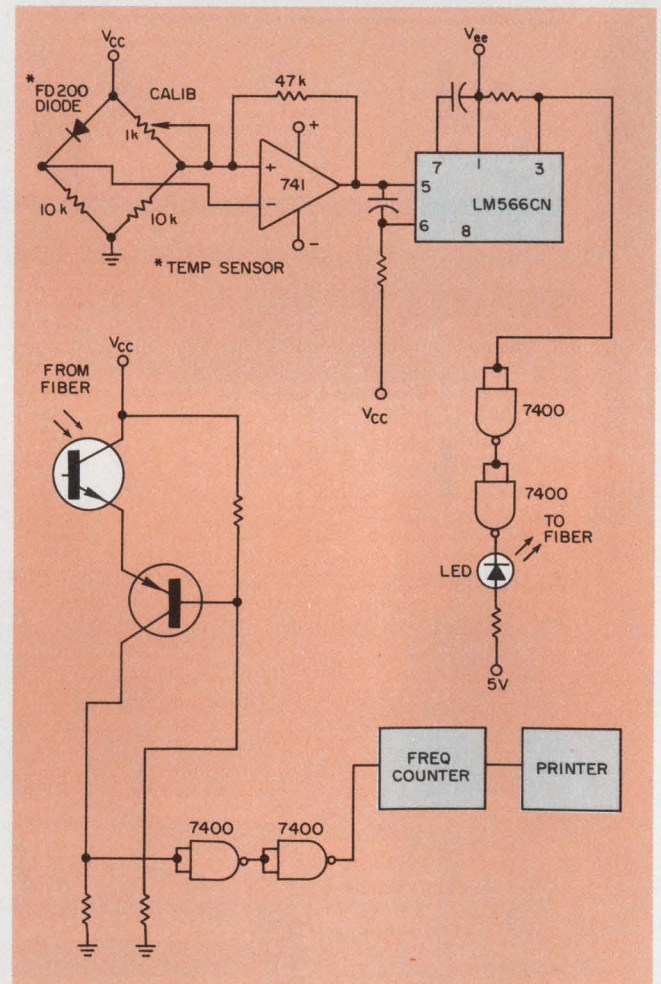 VCC
Vee
* FD200
DIODE
CALIB
1k
47k
+
+
741
−
−
10k
10k
* TEMP SENSOR
7
1
3
5
LM566CN
6
8
VCC
7400
7400
TO
FIBER
LED
5V
VCC
FROM
FIBER
7400
7400
FREQ
COUNTER
PRINTER